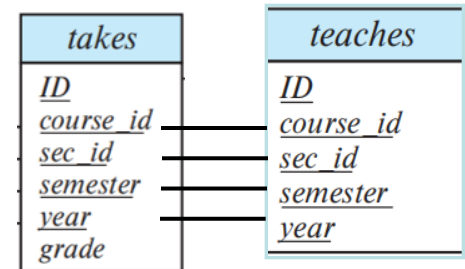 takes
ID
course_id
sec_id
semester
year
grade
teaches
ID
course_id
sec_id
semester
year